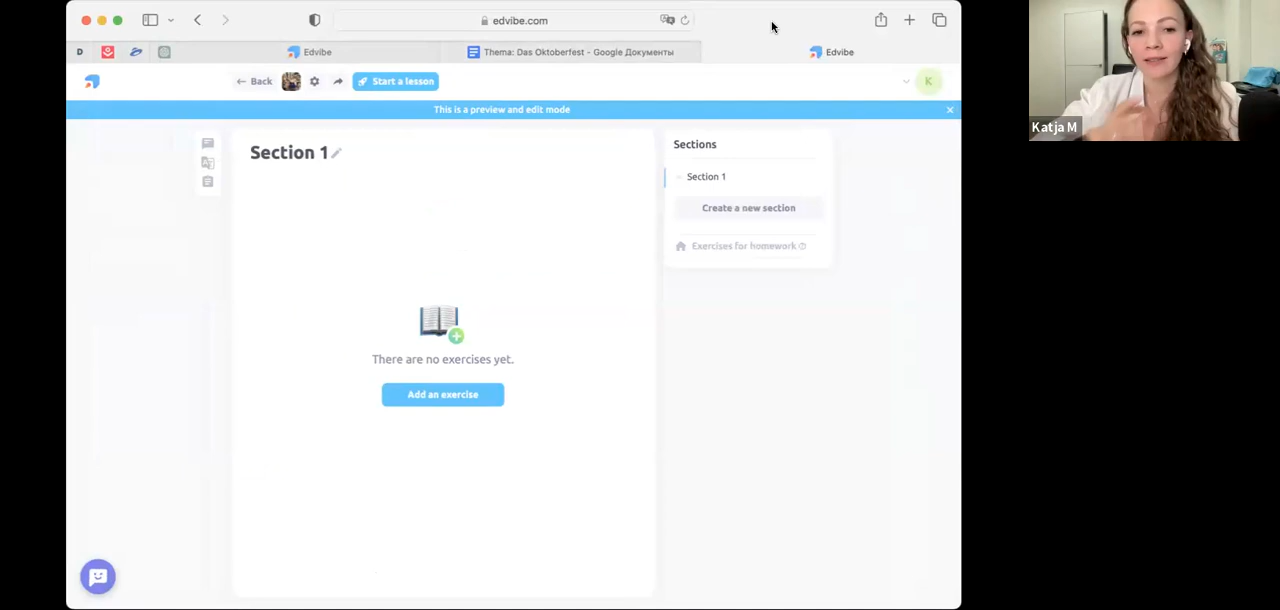 edvibe.com
D
Edvibe
Thema: Das Oktoberfest - Google Документы
Edvibe
Back
Start a lesson
K
This is a preview and edit mode
Section 1
There are no exercises yet.
Add an exercise
Sections
Section 1
Create a new section
Exercises for homework
Katja M